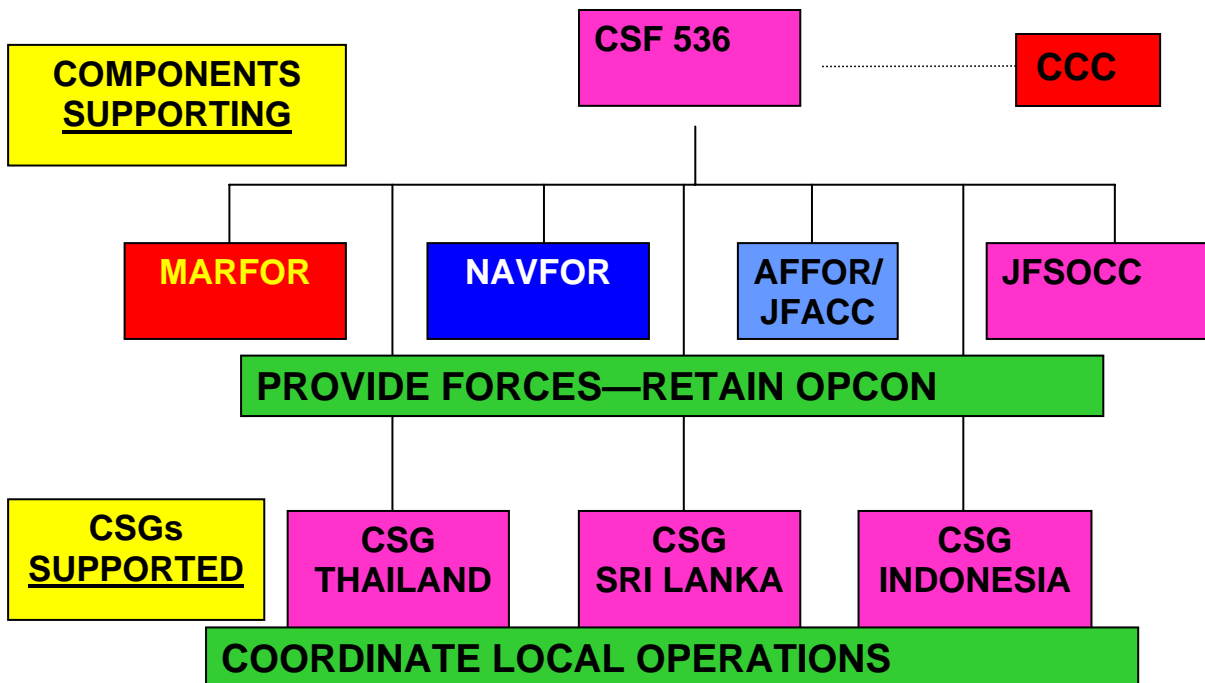 CSF 536
CCC
COMPONENTS
SUPPORTING
MARFOR
NAVFOR
AFFOR/
JFACC
JFSOCC
PROVIDE FORCES—RETAIN OPCON
CSGs
SUPPORTED
CSG
THAILAND
CSG
SRI LANKA
CSG
INDONESIA
COORDINATE LOCAL OPERATIONS